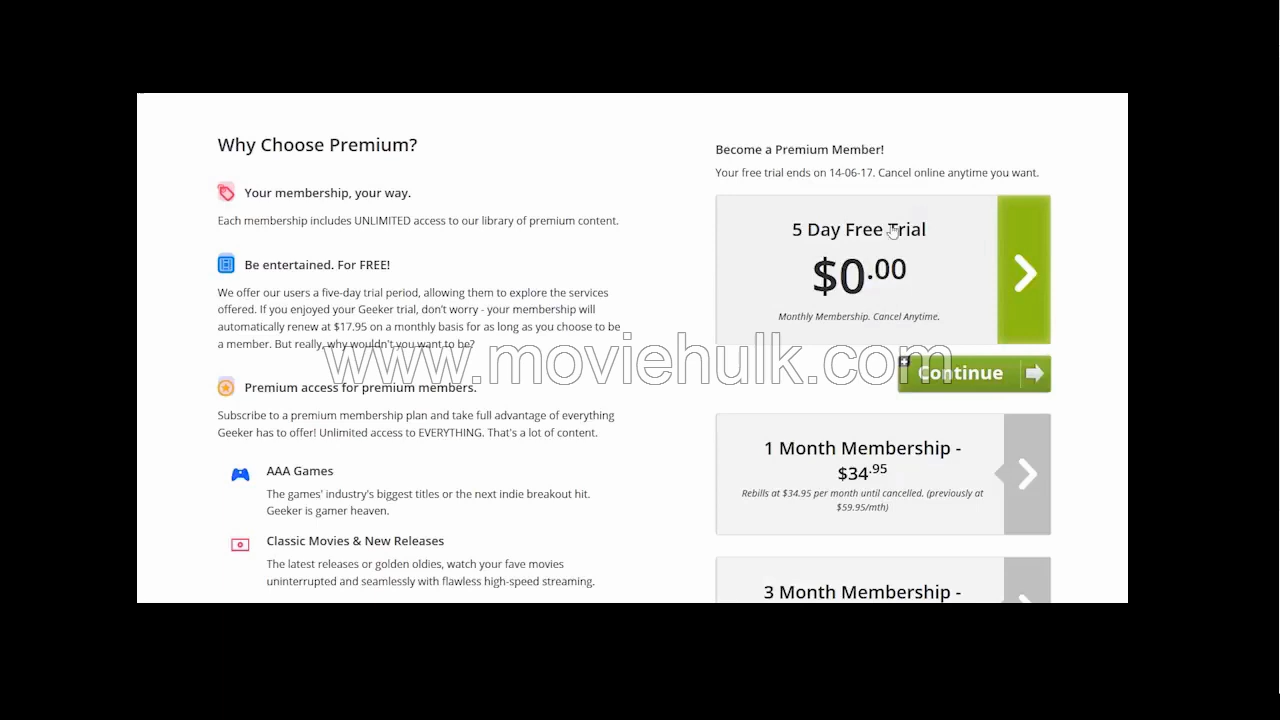 Why Choose Premium?
Your membership, your way.
Each membership includes UNLIMITED access to our library of premium content.
Be entertained. For FREE!
We offer our users a five-day trial period, allowing them to explore the services
offered. If you enjoyed your Geeker trial, don't worry - your membership will
automatically renew at $17.95 on a monthly basis for as long as you choose to be
a member. But really, why wouldn't you want to be?
Premium access for premium members.
Subscribe to a premium membership plan and take full advantage of everything
Geeker has to offer! Unlimited access to EVERYTHING. That's a lot of content.
AAA Games
The games' industry's biggest titles or the next indie breakout hit.
Geeker is gamer heaven.
Classic Movies & New Releases
The latest releases or golden oldies, watch your fave movies
uninterrupted and seamlessly with flawless high-speed streaming.
Become a Premium Member!
Your free trial ends on 14-06-17. Cancel online anytime you want.
5 Day Free Trial
$0.00
Monthly Membership. Cancel Anytime.
www.moviehulk.com
Continue
1 Month Membership -
$34.95
Rebills at $34.95 per month until cancelled. (previously at
$59.95/mth)
3 Month Membership -